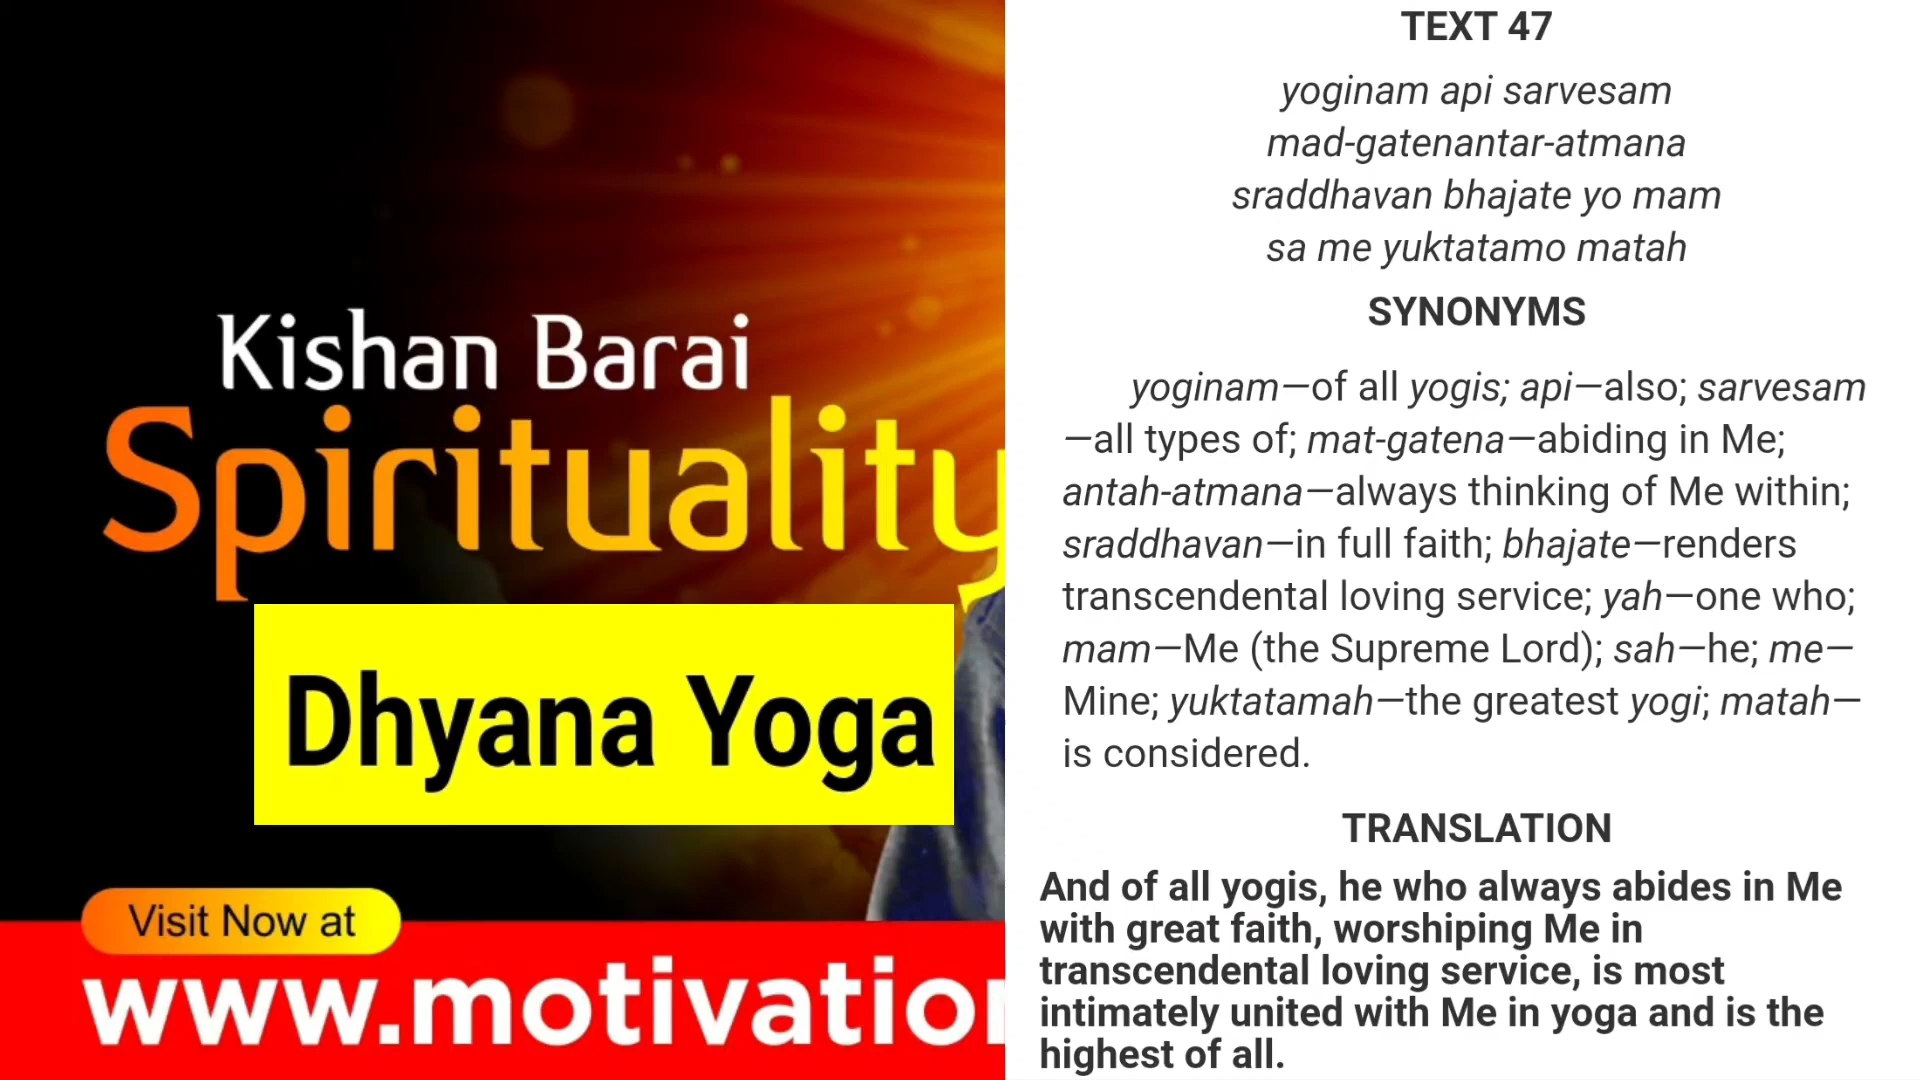 Kishan Barai
Spirituality
Dhyana Yoga
Visit Now at
www.motivation
TEXT 47
yoginam api sarvesam
mad-gatenantar-atmana
sraddhavan bhajate yo mam
sa me yuktatamo matah
SYNONYMS
yoginam—of all yogis; api—also; sarvesam
—all types of; mat-gatena—abiding in Me;
antah-atmana—always thinking of Me within;
sraddhavan—in full faith; bhajate—renders
transcendental loving service; yah—one who;
mam—Me (the Supreme Lord); sah—he; me—
Mine; yuktatamah—the greatest yogi; matah—
is considered.
TRANSLATION
And of all yogis, he who always abides in Me
with great faith, worshiping Me in
transcendental loving service, is most
intimately united with Me in yoga and is the
highest of all.